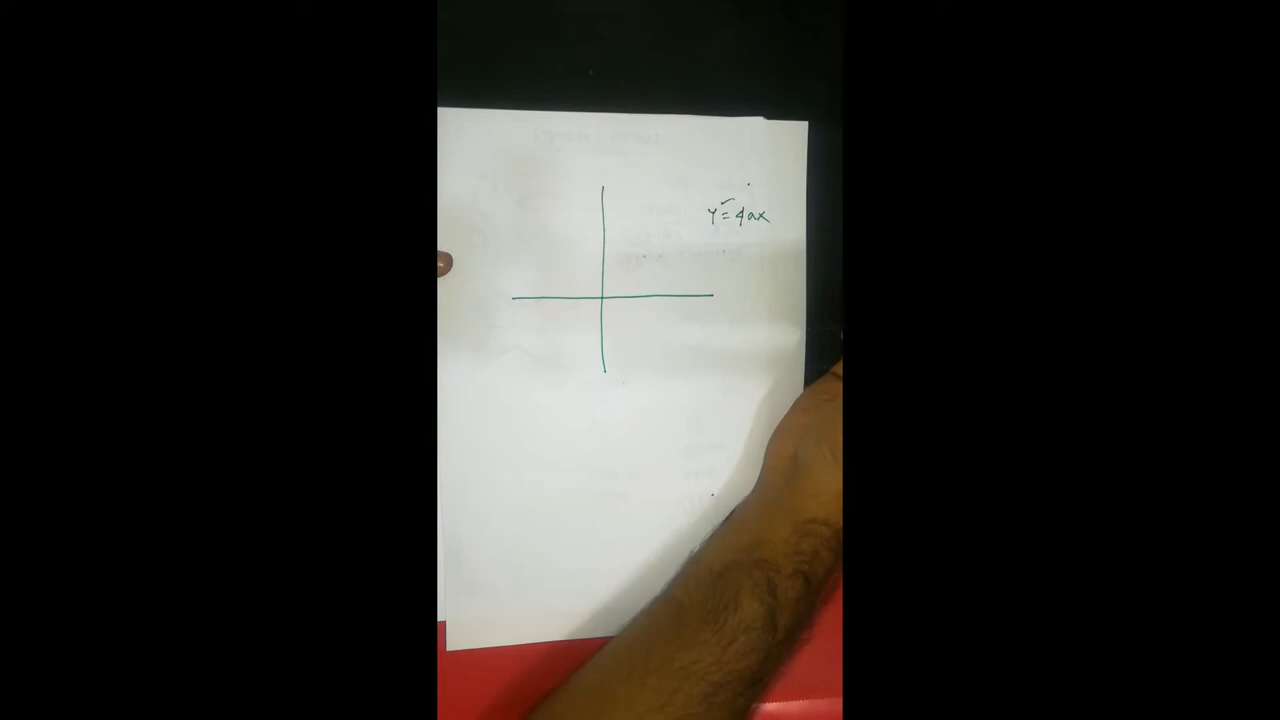 y² = 4ax